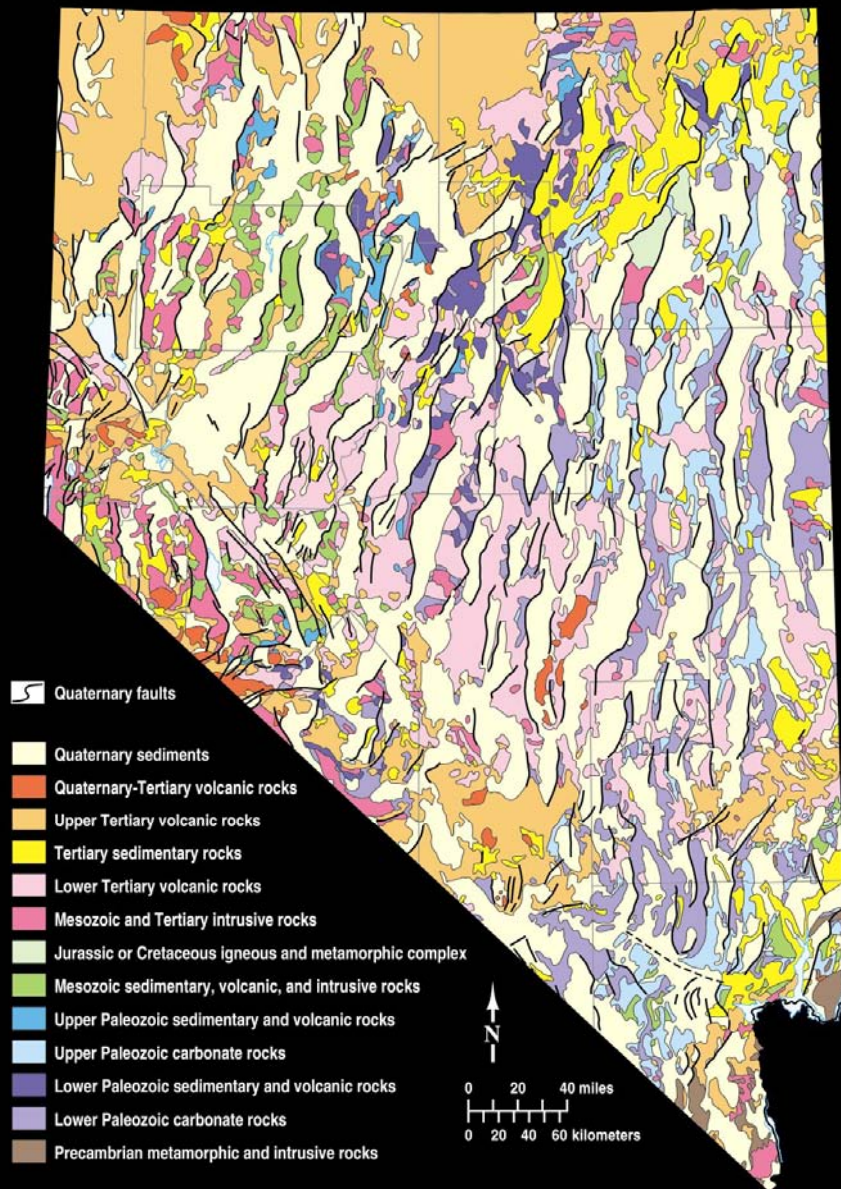 Quaternary faults
Quaternary sediments
Quaternary-Tertiary volcanic rocks
Upper Tertiary volcanic rocks
Tertiary sedimentary rocks
Lower Tertiary volcanic rocks
Mesozoic and Tertiary intrusive rocks
Jurassic or Cretaceous igneous and metamorphic complex
Mesozoic sedimentary, volcanic, and intrusive rocks
Upper Paleozoic sedimentary and volcanic rocks
Upper Paleozoic carbonate rocks
Lower Paleozoic sedimentary and volcanic rocks
Lower Paleozoic carbonate rocks
Precambrian metamorphic and intrusive rocks
N
0 20 40 miles
0 20 40 60 kilometers